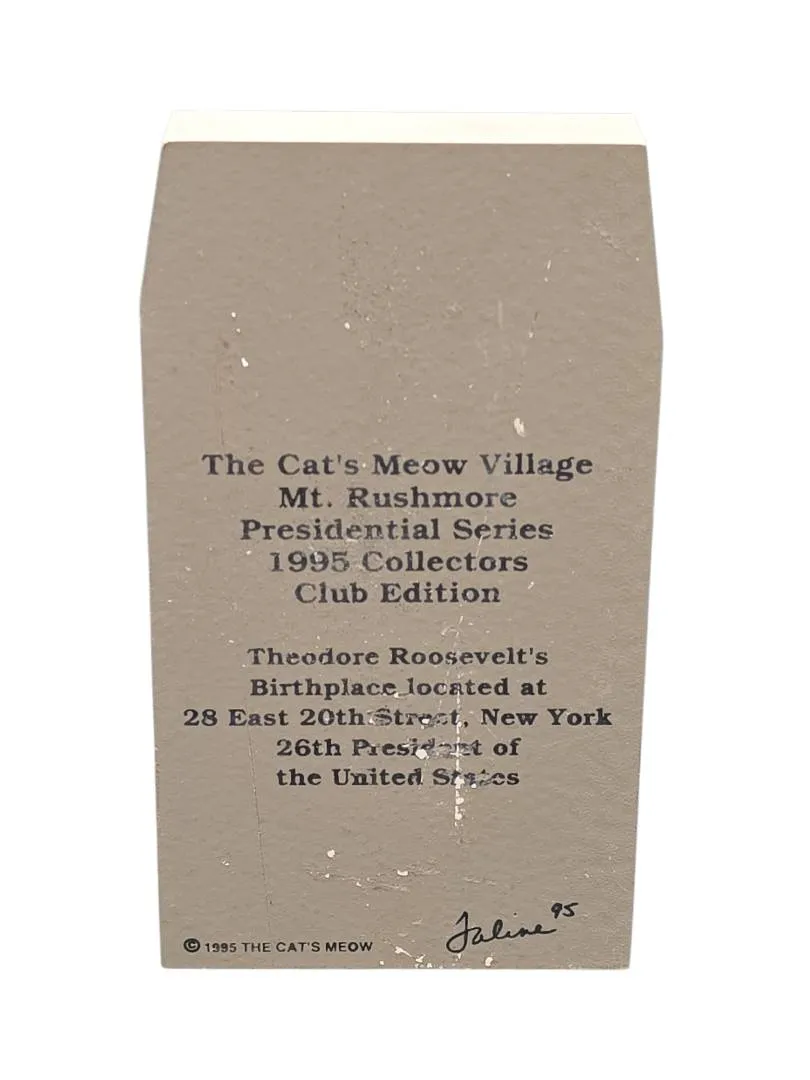 The Cat's Meow Village
Mt. Rushmore
Presidential Series
1995 Collectors
Club Edition
Theodore Roosevelt's
Birthplace located at
28 East 20th Street, New York
26th President of
the United States
© 1995 THE CAT'S MEOW
Faline 95